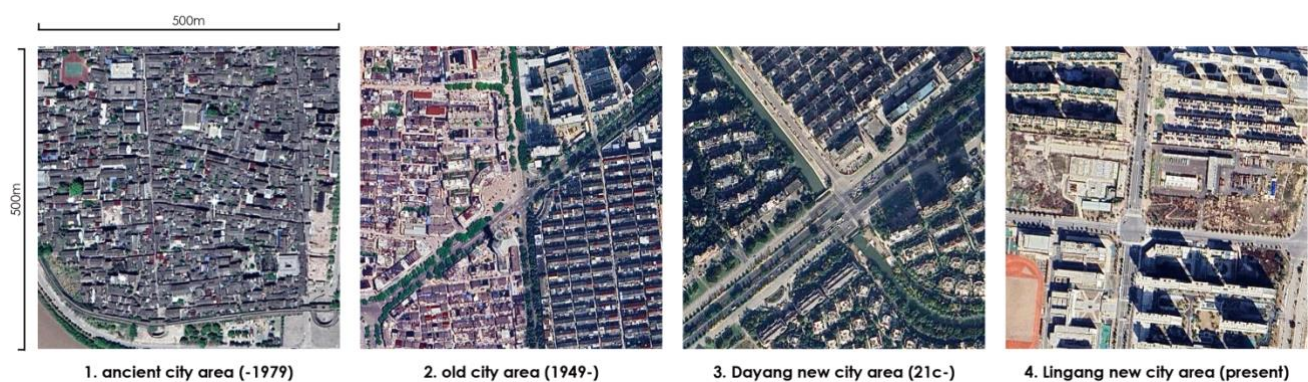 500m
500m
1. ancient city area (-1979)
2. old city area (1949-)
3. Dayang new city area (21c-)
4. Lingang new city area (present)